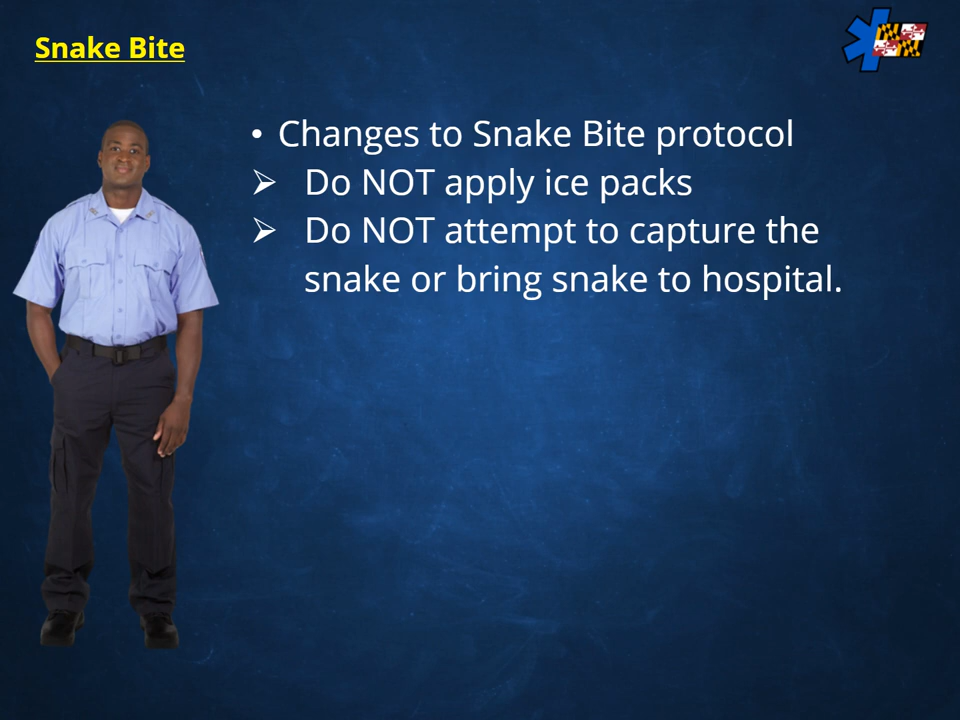 Snake Bite
• Changes to Snake Bite protocol
➢ Do NOT apply ice packs
➢ Do NOT attempt to capture the
snake or bring snake to hospital.